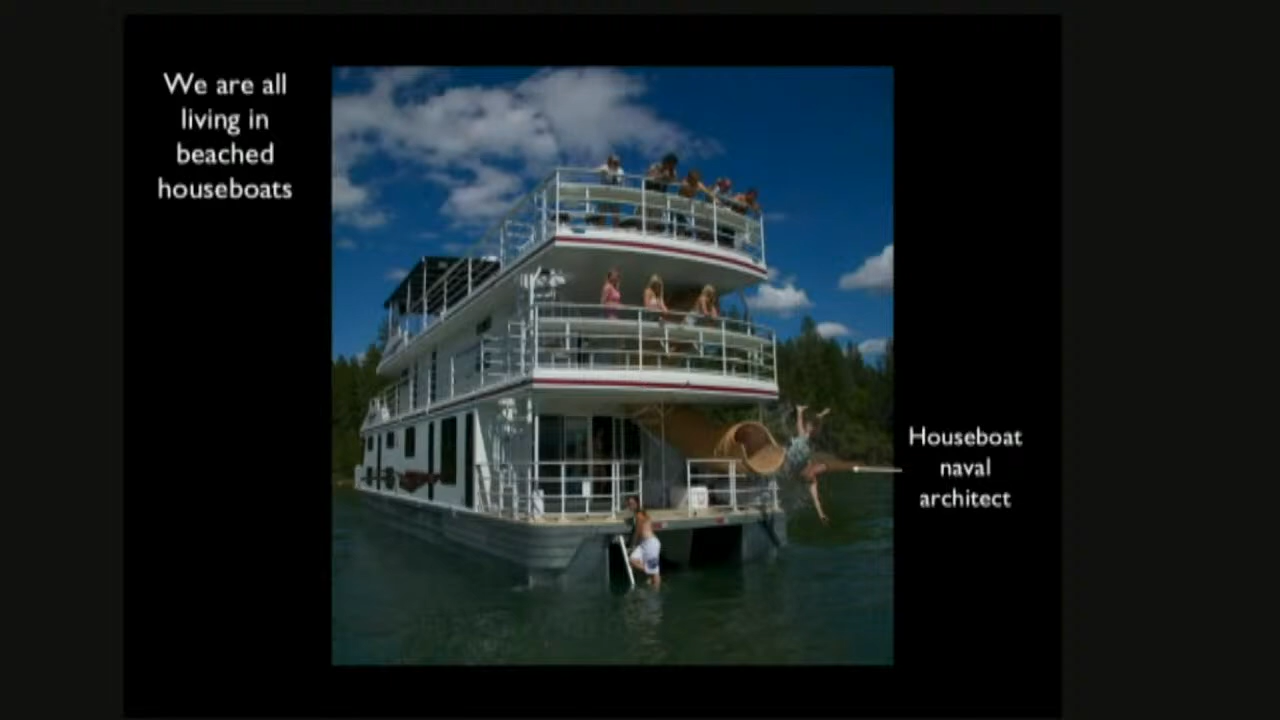 We are all
living in
beached
houseboats
Houseboat
naval
architect